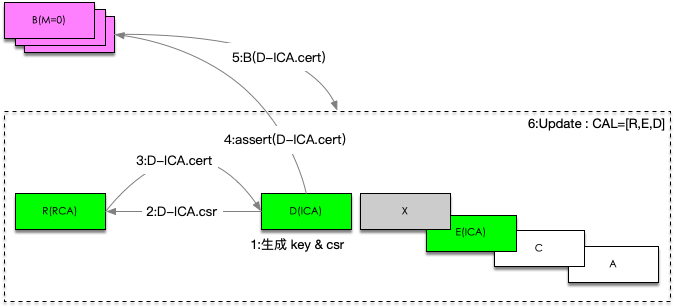 B(M=0)
5:B(D-ICA.cert)
6:Update : CAL=[R,E,D]
4:assert(D-ICA.cert)
3:D-ICA.cert
R(RCA)
2:D-ICA.csr
D(ICA)
X
1:生成 key & csr
E(ICA)
C
A